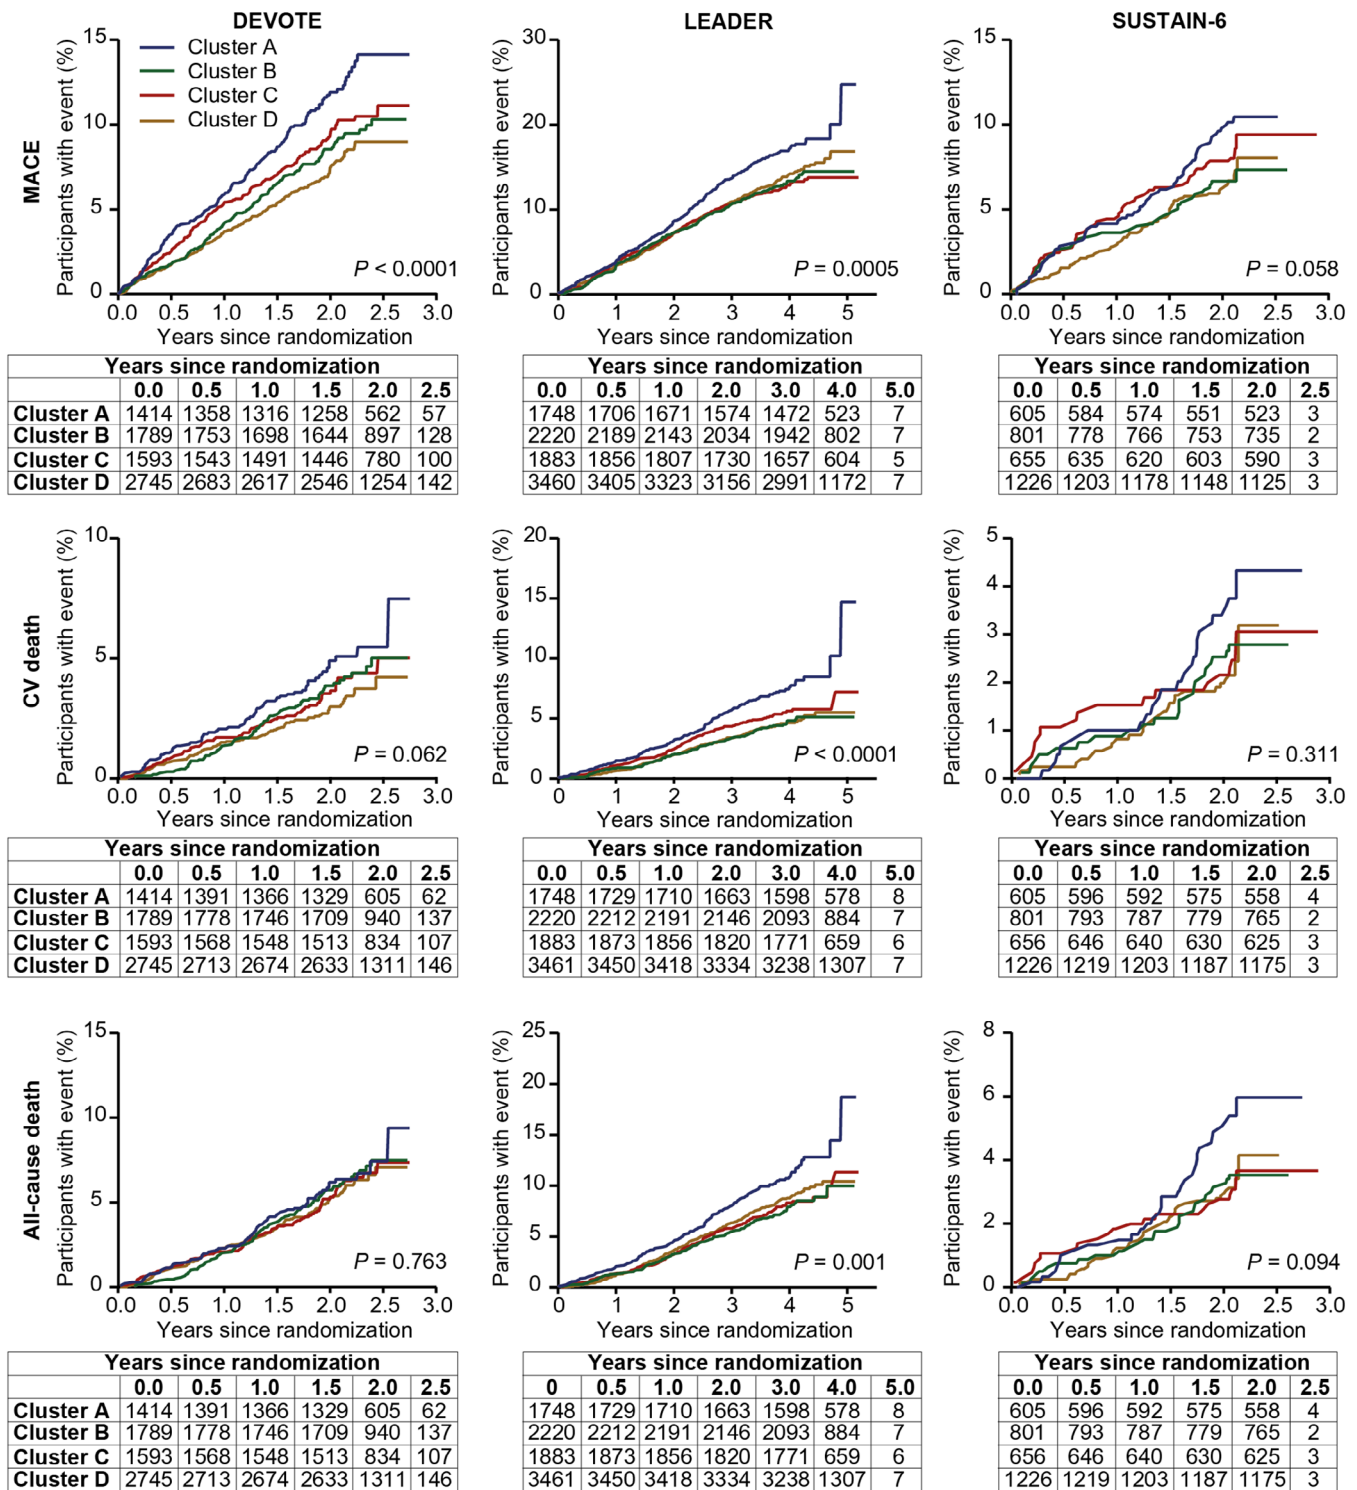 DEVOTE
LEADER
SUSTAIN-6
MACE
Participants with event (%)
15
10
5
0
Cluster A
Cluster B
Cluster C
Cluster D
P < 0.0001
0.0 0.5 1.0 1.5 2.0 2.5 3.0
Years since randomization
Participants with event (%)
30
20
10
0
P = 0.0005
0 1 2 3 4 5
Years since randomization
Participants with event (%)
15
10
5
0
P = 0.058
0.0 0.5 1.0 1.5 2.0 2.5 3.0
Years since randomization
Years since randomization
0.0 0.5 1.0 1.5 2.0 2.5
Cluster A 1414 1358 1316 1258 562 57
Cluster B 1789 1753 1698 1644 897 128
Cluster C 1593 1543 1491 1446 780 100
Cluster D 2745 2683 2617 2546 1254 142
Years since randomization
0.0 0.5 1.0 2.0 3.0 4.0 5.0
1748 1706 1671 1574 1472 523 7
2220 2189 2143 2034 1942 802 7
1883 1856 1807 1730 1657 604 5
3460 3405 3323 3156 2991 1172 7
Years since randomization
0.0 0.5 1.0 1.5 2.0 2.5
605 584 574 551 523 3
801 778 766 753 735 2
655 635 620 603 590 3
1226 1203 1178 1148 1125 3
CV death
Participants with event (%)
10
5
0
P = 0.062
0.0 0.5 1.0 1.5 2.0 2.5 3.0
Years since randomization
Participants with event (%)
20
15
10
5
0
P < 0.0001
0 1 2 3 4 5
Years since randomization
Participants with event (%)
5
4
3
2
1
0
P = 0.311
0.0 0.5 1.0 1.5 2.0 2.5 3.0
Years since randomization
Years since randomization
0.0 0.5 1.0 1.5 2.0 2.5
Cluster A 1414 1391 1366 1329 605 62
Cluster B 1789 1778 1746 1709 940 137
Cluster C 1593 1568 1548 1513 834 107
Cluster D 2745 2713 2674 2633 1311 146
Years since randomization
0.0 0.5 1.0 2.0 3.0 4.0 5.0
1748 1729 1710 1663 1598 578 8
2220 2212 2191 2146 2093 884 7
1883 1873 1856 1820 1771 659 6
3461 3450 3418 3334 3238 1307 7
Years since randomization
0.0 0.5 1.0 1.5 2.0 2.5
605 596 592 575 558 4
801 793 787 779 765 2
656 646 640 630 625 3
1226 1219 1203 1187 1175 3
All-cause death
Participants with event (%)
15
10
5
0
P = 0.763
0.0 0.5 1.0 1.5 2.0 2.5 3.0
Years since randomization
Participants with event (%)
25
20
15
10
5
0
P = 0.001
0 1 2 3 4 5
Years since randomization
Participants with event (%)
8
6
4
2
0
P = 0.094
0.0 0.5 1.0 1.5 2.0 2.5 3.0
Years since randomization
Years since randomization
0.0 0.5 1.0 1.5 2.0 2.5
Cluster A 1414 1391 1366 1329 605 62
Cluster B 1789 1778 1746 1709 940 137
Cluster C 1593 1568 1548 1513 834 107
Cluster D 2745 2713 2674 2633 1311 146
Years since randomization
0 0.5 1.0 2.0 3.0 4.0 5.0
1748 1729 1710 1663 1598 578 8
2220 2212 2191 2146 2093 884 7
1883 1873 1856 1820 1771 659 6
3461 3450 3418 3334 3238 1307 7
Years since randomization
0.0 0.5 1.0 1.5 2.0 2.5
605 596 592 575 558 4
801 793 787 779 765 2
656 646 640 630 625 3
1226 1219 1203 1187 1175 3